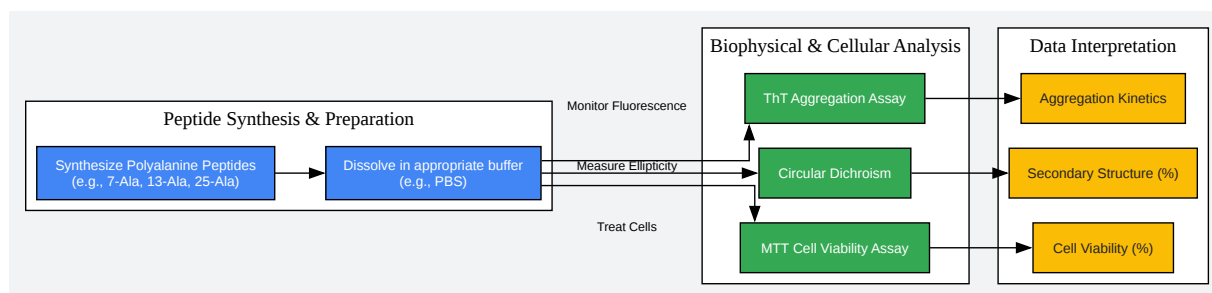 Peptide Synthesis & Preparation
Synthesize Polyalanine Peptides
(e.g., 7-Ala, 13-Ala, 25-Ala)
Dissolve in appropriate buffer
(e.g., PBS)
Monitor Fluorescence
Measure Ellipticity
Treat Cells
Biophysical & Cellular Analysis
ThT Aggregation Assay
Circular Dichroism
MTT Cell Viability Assay
Data Interpretation
Aggregation Kinetics
Secondary Structure (%)
Cell Viability (%)